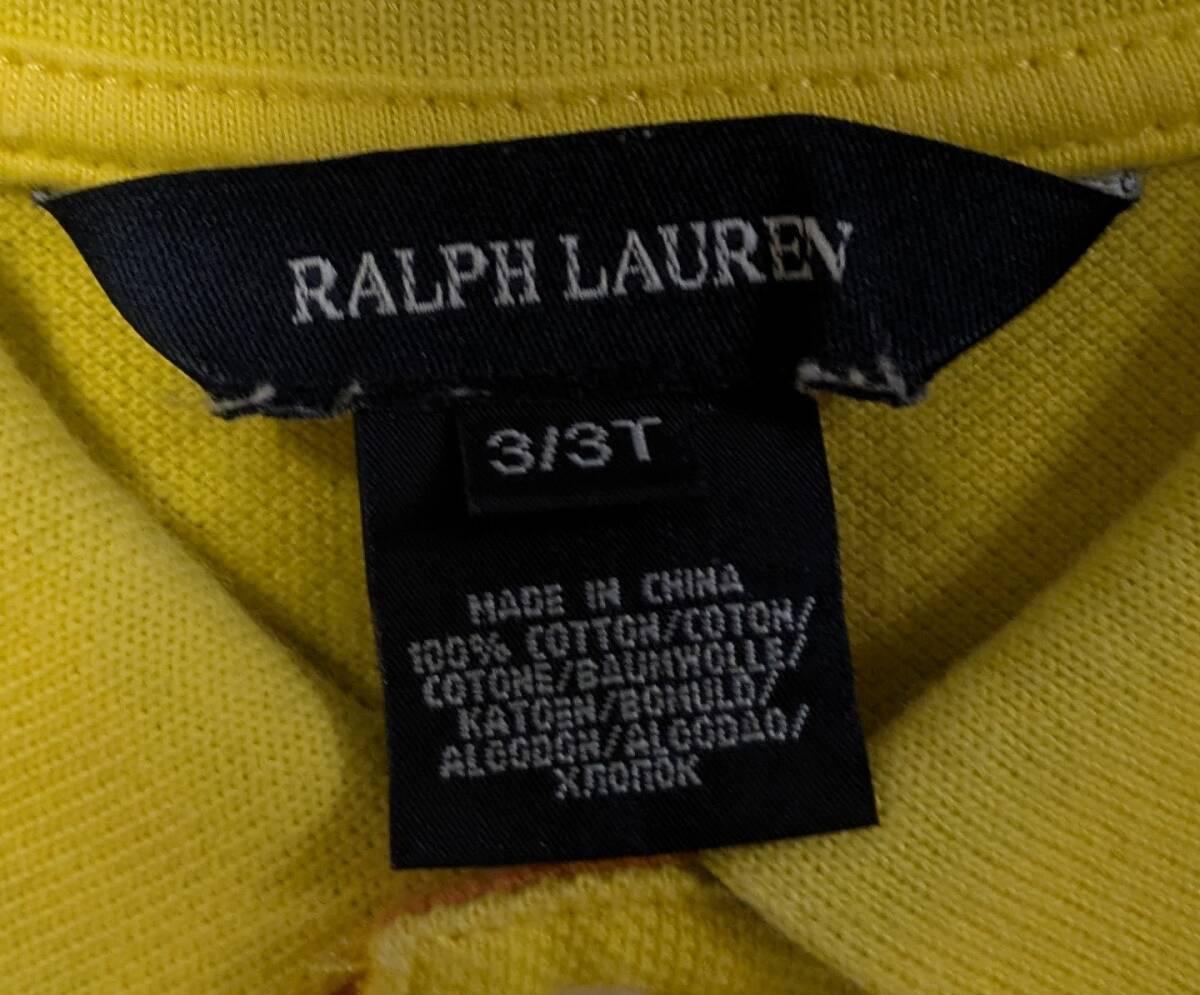 RALPH LAUREN
3/3T
MADE IN CHINA
100% COTTON/COTON/
COTONE/BAUMWOLLE/
KATOEN/BOMULD/
ALGODON/ALGODAO/
ХЛОПОК